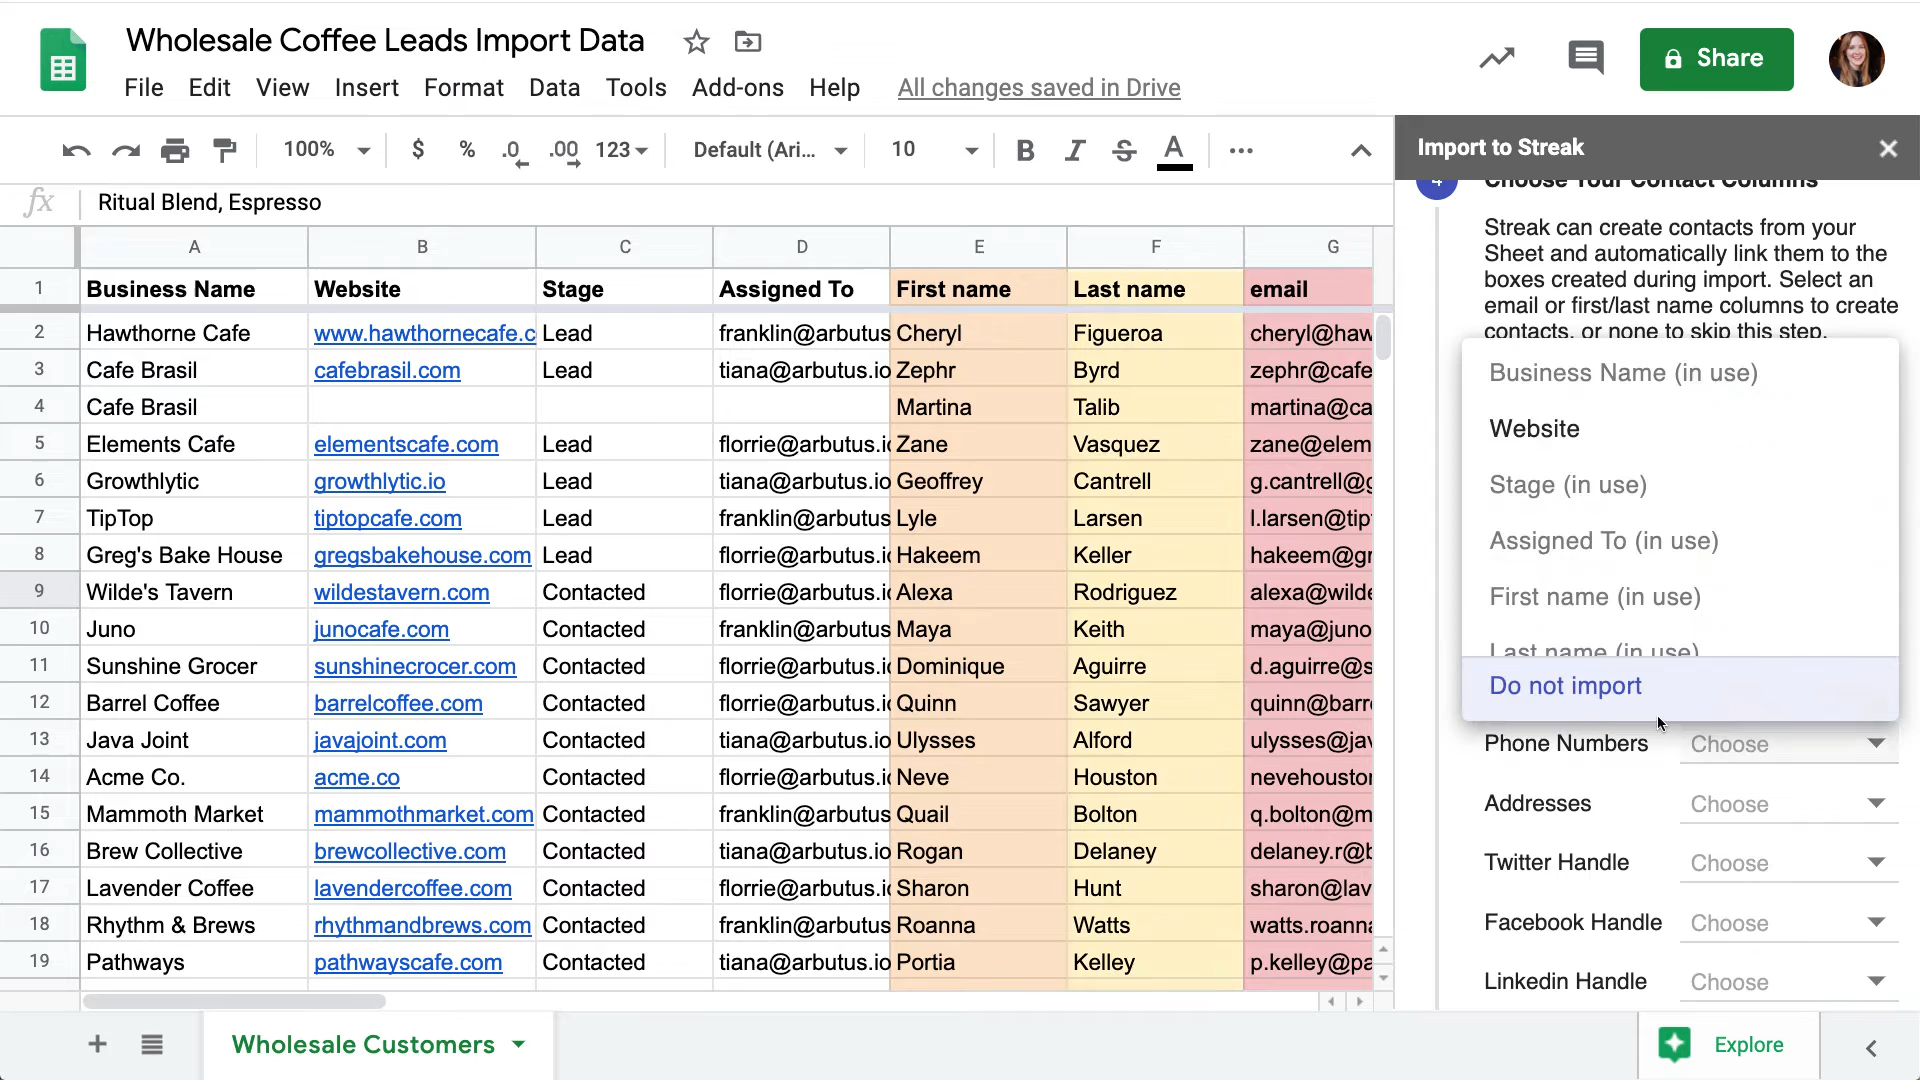 Wholesale Coffee Leads Import Data
File Edit View Insert Format Data Tools Add-ons Help All changes saved in Drive
Share
100% $ % .0 .00 123 Default (Ari... 10 B I S A
fx Ritual Blend, Espresso
A B C D E F G
1 Business Name Website Stage Assigned To First name Last name email
2 Hawthorne Cafe www.hawthornecafe.c Lead franklin@arbutus Cheryl Figueroa cheryl@haw
3 Cafe Brasil cafebrasil.com Lead tiana@arbutus.io Zephr Byrd zephr@cafe
4 Cafe Brasil Martina Talib martina@ca
5 Elements Cafe elementscafe.com Lead florrie@arbutus.i Zane Vasquez zane@elem
6 Growthlytic growthlytic.io Lead tiana@arbutus.io Geoffrey Cantrell g.cantrell@g
7 TipTop tiptopcafe.com Lead franklin@arbutus Lyle Larsen l.larsen@tip
8 Greg's Bake House gregsbakehouse.com Lead florrie@arbutus.i Hakeem Keller hakeem@gr
9 Wilde's Tavern wildestavern.com Contacted florrie@arbutus.i Alexa Rodriguez alexa@wilde
10 Juno junocafe.com Contacted franklin@arbutus Maya Keith maya@juno
11 Sunshine Grocer sunshinecrocer.com Contacted florrie@arbutus.i Dominique Aguirre d.aguirre@s
12 Barrel Coffee barrelcoffee.com Contacted florrie@arbutus.i Quinn Sawyer quinn@barr
13 Java Joint javajoint.com Contacted tiana@arbutus.io Ulysses Alford ulysses@jav
14 Acme Co. acme.co Contacted florrie@arbutus.i Neve Houston nevehouston
15 Mammoth Market mammothmarket.com Contacted franklin@arbutus Quail Bolton q.bolton@m
16 Brew Collective brewcollective.com Contacted tiana@arbutus.io Rogan Delaney delaney.r@b
17 Lavender Coffee lavendercoffee.com Contacted florrie@arbutus.i Sharon Hunt sharon@lav
18 Rhythm & Brews rhythmandbrews.com Contacted franklin@arbutus Roanna Watts watts.roanna
19 Pathways pathwayscafe.com Contacted tiana@arbutus.io Portia Kelley p.kelley@pa
Wholesale Customers
Import to Streak
4 Choose Your Contact Columns
Streak can create contacts from your
Sheet and automatically link them to the
boxes created during import. Select an
email or first/last name columns to create
contacts, or none to skip this step.
Business Name (in use)
Website
Stage (in use)
Assigned To (in use)
First name (in use)
Last name (in use)
Do not import
Phone Numbers Choose
Addresses Choose
Twitter Handle Choose
Facebook Handle Choose
Linkedin Handle Choose
Explore